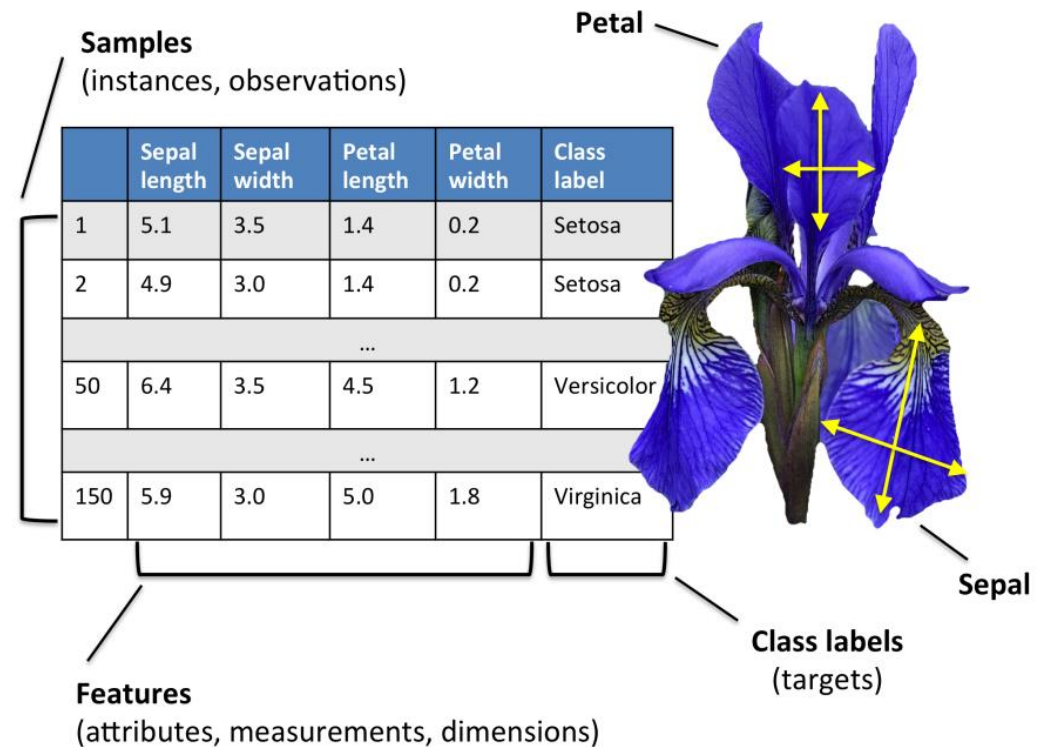 Samples
(instances, observations)
Petal
Sepal length Sepal width Petal length Petal width Class label
1 5.1 3.5 1.4 0.2 Setosa
2 4.9 3.0 1.4 0.2 Setosa
...
50 6.4 3.5 4.5 1.2 Versicolor
...
150 5.9 3.0 5.0 1.8 Virginica
Sepal
Class labels
(targets)
Features
(attributes, measurements, dimensions)